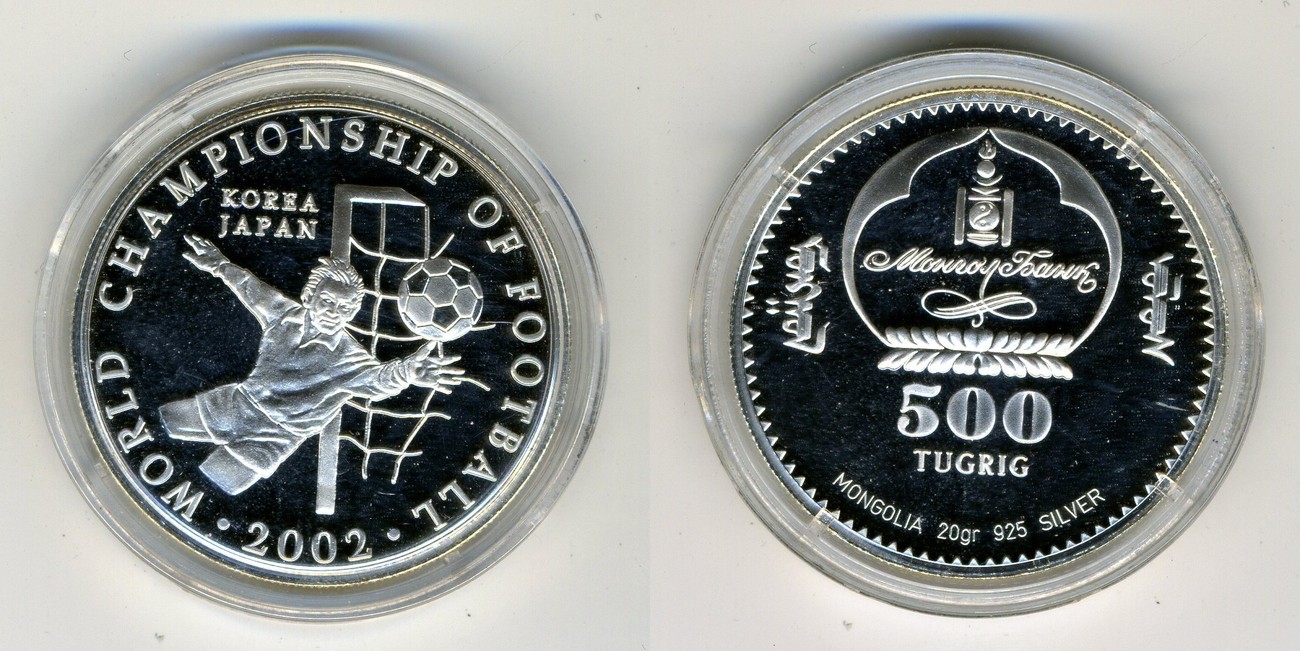 WORLD CHAMPIONSHIP OF FOOTBALL
KOREA
JAPAN
• 2002 •
Монгол Банк
500
TUGRIG
MONGOLIA 20gr 925 SILVER